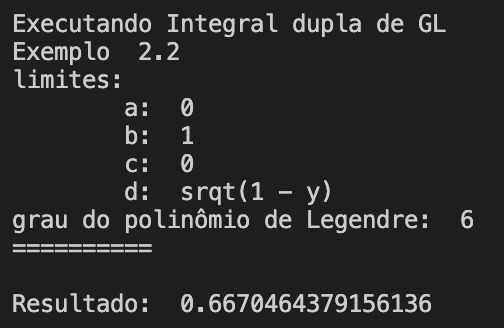 Executando Integral dupla de GL
Exemplo  2.2
limites:
        a:  0
        b:  1
        c:  0
        d:  srqt(1 - y)
grau do polinômio de Legendre:  6
==========

Resultado:  0.6670464379156136